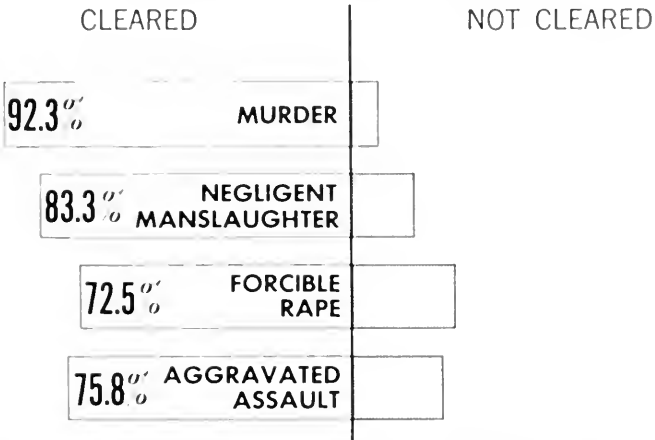 CLEARED NOT CLEARED
92.3% MURDER
83.3% NEGLIGENT
MANSLAUGHTER
72.5% FORCIBLE
RAPE
75.8% AGGRAVATED
ASSAULT